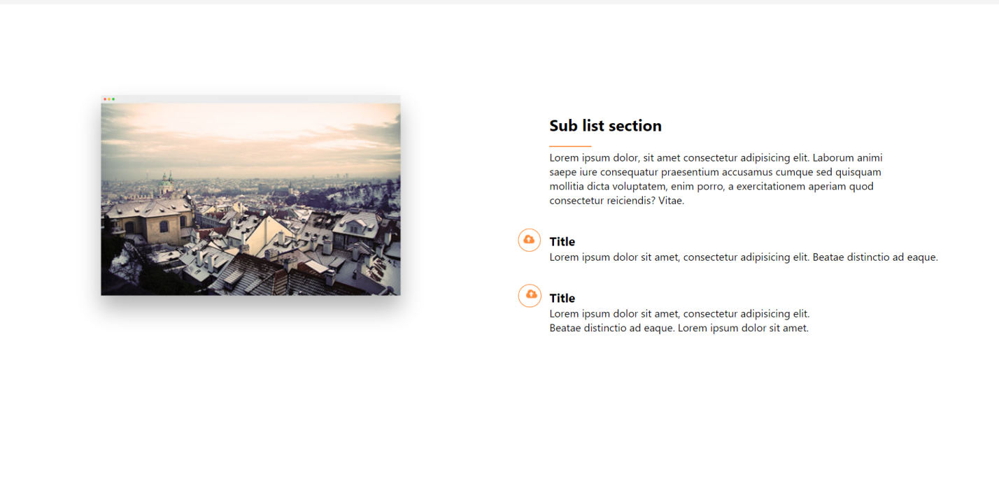 Sub list section
Lorem ipsum dolor, sit amet consectetur adipisicing elit. Laborum animi
saepe iure consequatur praesentium accusamus cumque sed quisquam
mollitia dicta voluptatem, enim porro, a exercitationem aperiam quod
consectetur reiciendis? Vitae.
Title
Lorem ipsum dolor sit amet, consectetur adipisicing elit. Beatae distinctio ad eaque.
Title
Lorem ipsum dolor sit amet, consectetur adipisicing elit.
Beatae distinctio ad eaque. Lorem ipsum dolor sit amet.